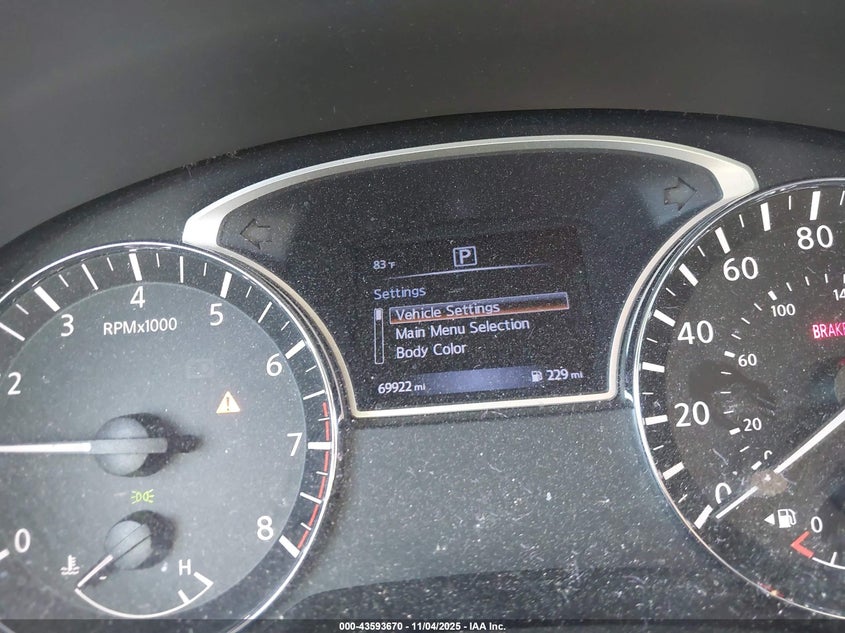 83 °F
P
Settings
Vehicle Settings
Main Menu Selection
Body Color
69922 mi
229 mi
RPMx1000
0
2
3
4
5
6
7
8
H
0
20
40
60
80
20
60
100
BRAKE
0
000-43593670 - 11/04/2025 - IAA Inc.